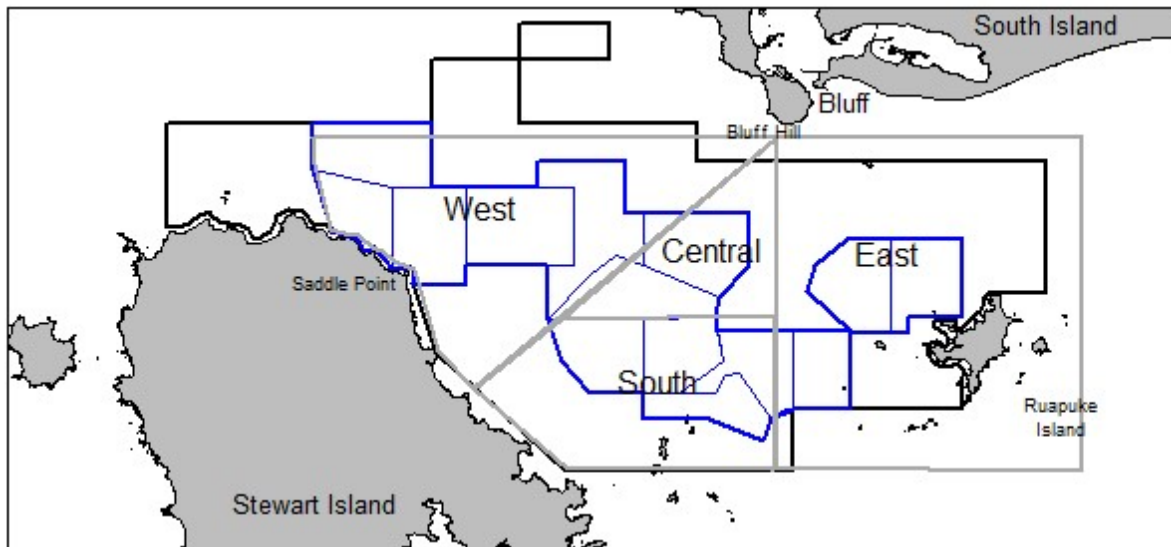 South Island
Bluff
Bluff Hill
West
Central
East
Saddle Point
South
Ruapuke
Island
Stewart Island